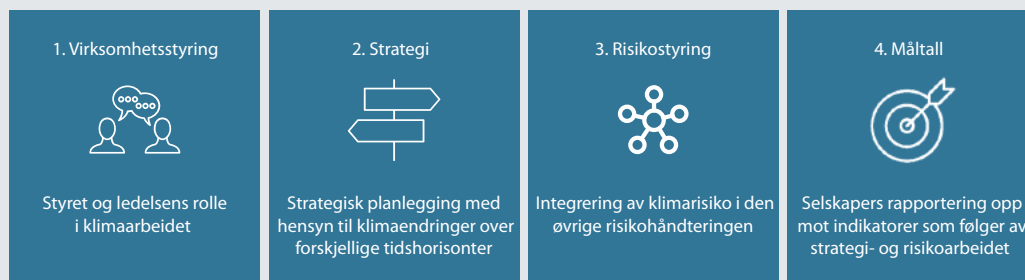 1. Virksomhetsstyring
Styret og ledelsens rolle
i klimaarbeidet
2. Strategi
Strategisk planlegging med
hensyn til klimaendringer over
forskjellige tidshorisonter
3. Risikostyring
Integrering av klimarisiko i den
øvrige risikohåndteringen
4. Måltall
Selskapers rapportering opp
mot indikatorer som følger av
strategi- og risikoarbeidet